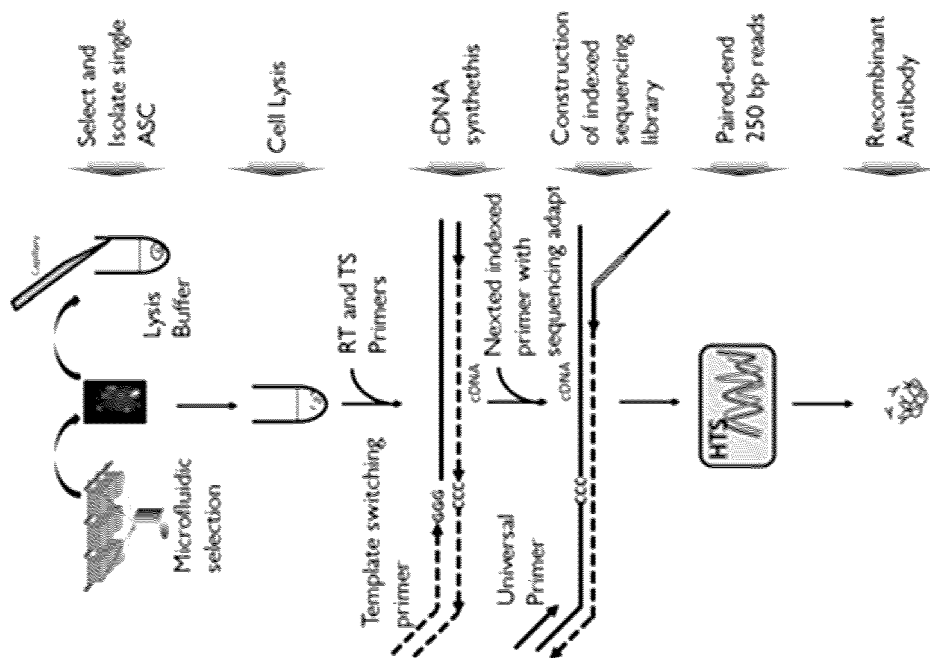 Capillary
Select and
Isolate single
ASC
Microfluidic
selection
Lysis
Buffer
Cell Lysis
RT and TS
Primers
Template switching
primer
GGG
CCC
cDNA
cDNA
synthethis
Nexted indexed
primer with
sequencing adapt
Universal
Primer
CCC
cDNA
Construction
of indexed
sequencing
library
HTS
Paired-end
250 bp reads
Recombinant
Antibody